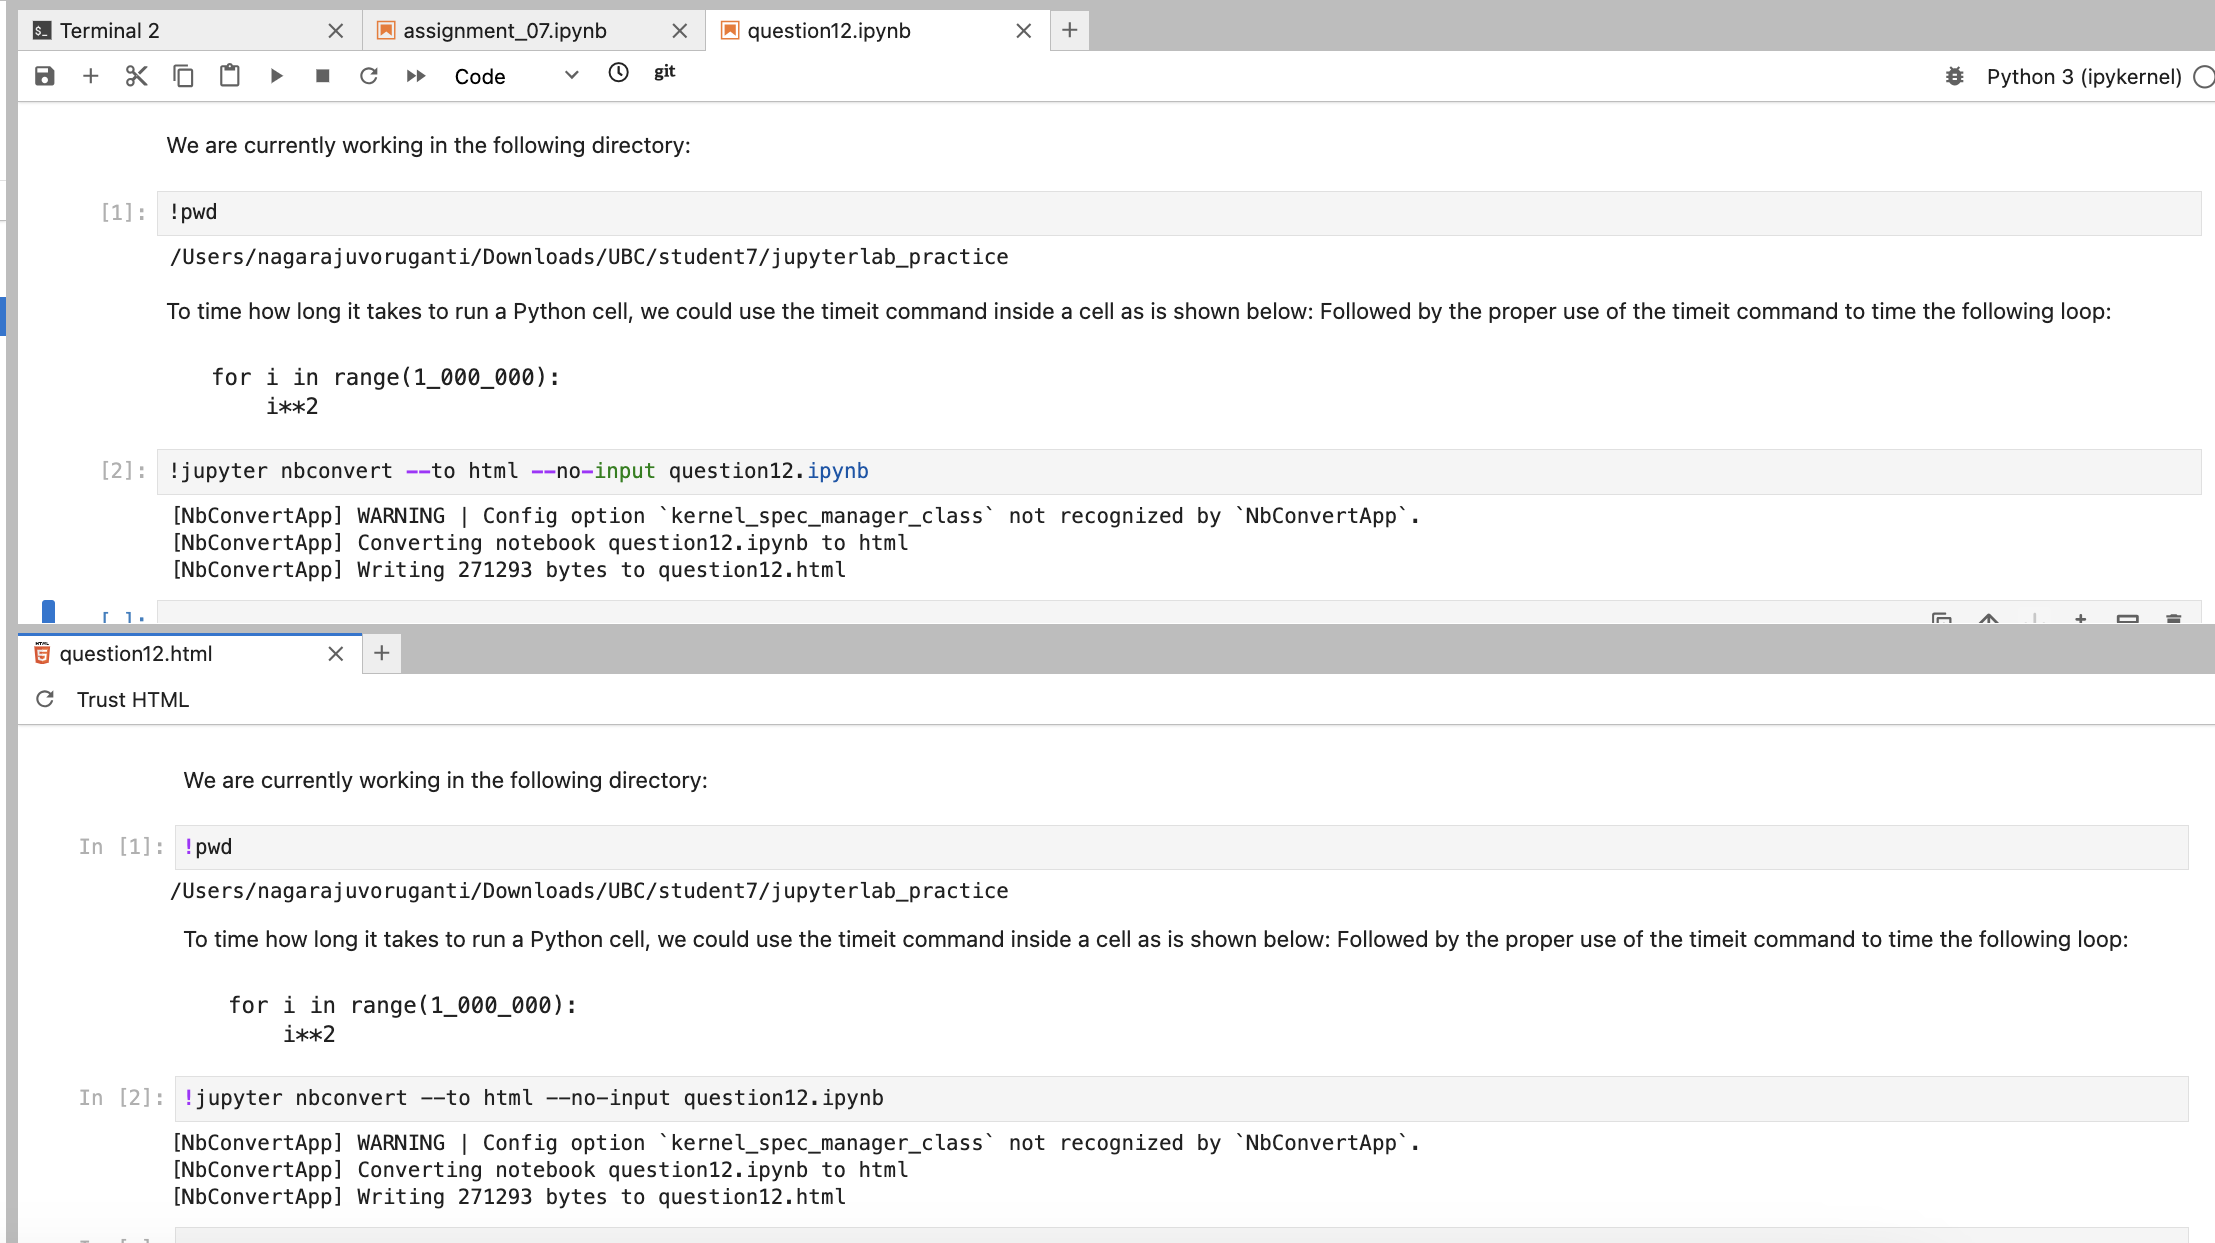 Terminal 2
assignment_07.ipynb
question12.ipynb
Code
git
Python 3 (ipykernel)
We are currently working in the following directory:
[1]: !pwd
/Users/nagarajuvoruganti/Downloads/UBC/student7/jupyterlab_practice
To time how long it takes to run a Python cell, we could use the timeit command inside a cell as is shown below: Followed by the proper use of the timeit command to time the following loop:
for i in range(1_000_000):
    i**2
[2]: !jupyter nbconvert --to html --no-input question12.ipynb
[NbConvertApp] WARNING | Config option `kernel_spec_manager_class` not recognized by `NbConvertApp`.
[NbConvertApp] Converting notebook question12.ipynb to html
[NbConvertApp] Writing 271293 bytes to question12.html
[ ]:
question12.html
Trust HTML
We are currently working in the following directory:
In [1]: !pwd
/Users/nagarajuvoruganti/Downloads/UBC/student7/jupyterlab_practice
To time how long it takes to run a Python cell, we could use the timeit command inside a cell as is shown below: Followed by the proper use of the timeit command to time the following loop:
for i in range(1_000_000):
    i**2
In [2]: !jupyter nbconvert --to html --no-input question12.ipynb
[NbConvertApp] WARNING | Config option `kernel_spec_manager_class` not recognized by `NbConvertApp`.
[NbConvertApp] Converting notebook question12.ipynb to html
[NbConvertApp] Writing 271293 bytes to question12.html